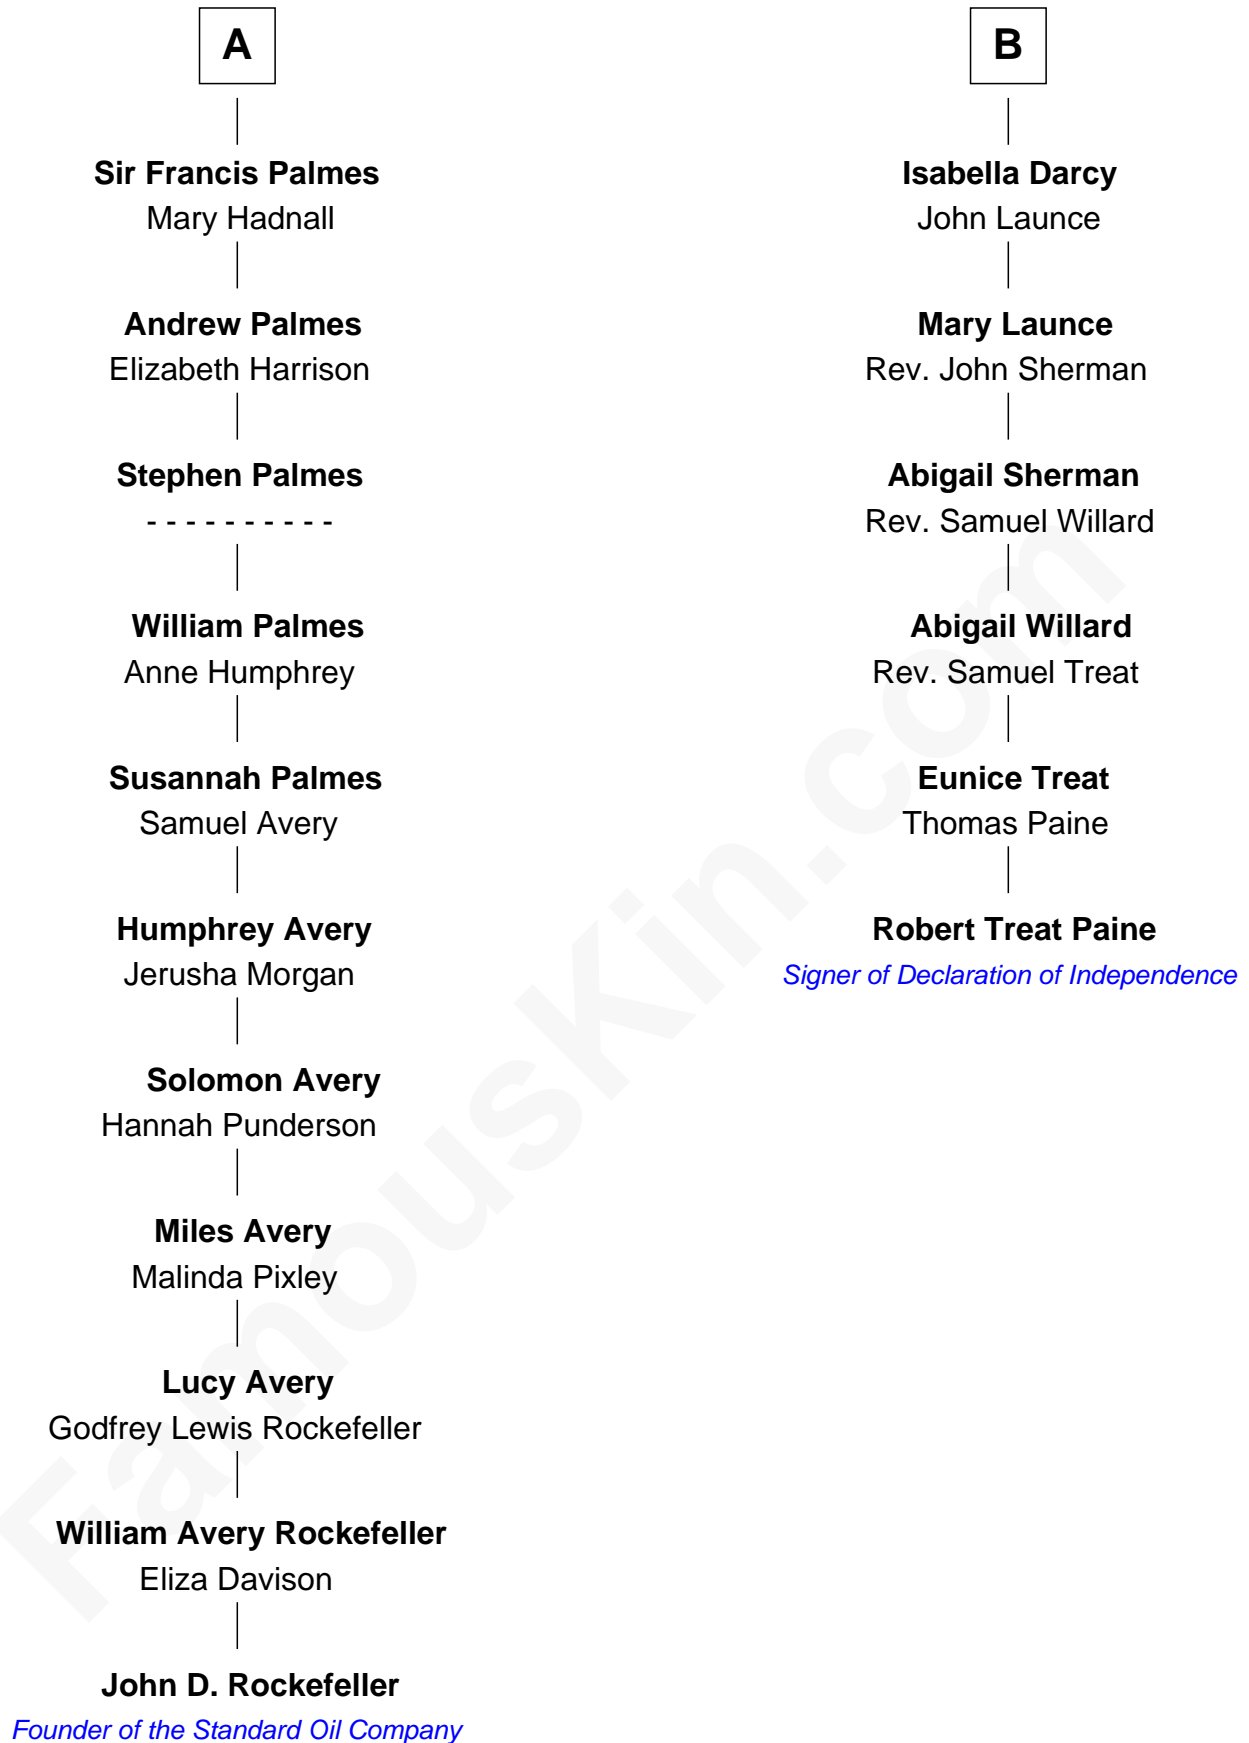 A
Sir Francis Palmes
Mary Hadnall
Andrew Palmes
Elizabeth Harrison
Stephen Palmes
- - - - - - - - - -
William Palmes
Anne Humphrey
Susannah Palmes
Samuel Avery
Humphrey Avery
Jerusha Morgan
Solomon Avery
Hannah Punderson
Miles Avery
Malinda Pixley
Lucy Avery
Godfrey Lewis Rockefeller
William Avery Rockefeller
Eliza Davison
John D. Rockefeller
Founder of the Standard Oil Company
B
Isabella Darcy
John Launce
Mary Launce
Rev. John Sherman
Abigail Sherman
Rev. Samuel Willard
Abigail Willard
Rev. Samuel Treat
Eunice Treat
Thomas Paine
Robert Treat Paine
Signer of Declaration of Independence
FamousKin.com